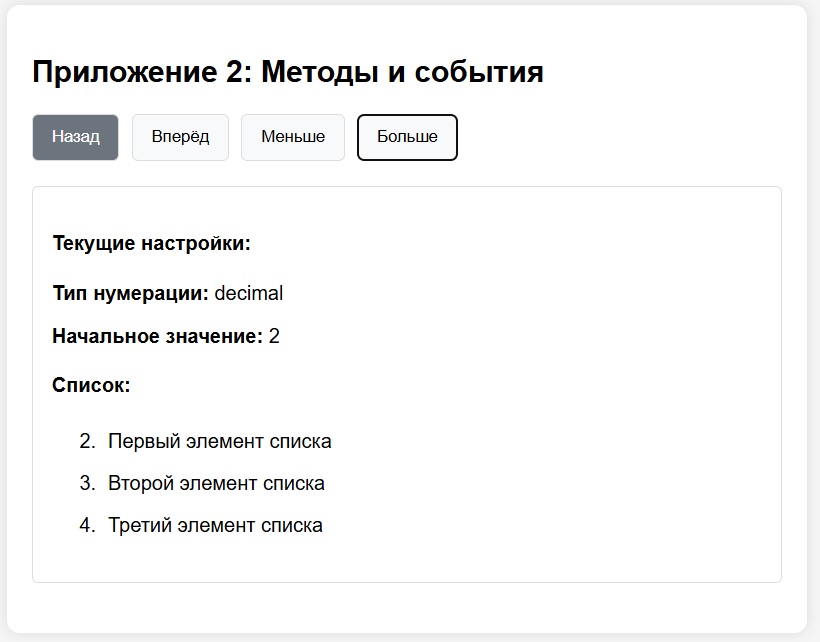 Приложение 2: Методы и события
Назад Вперёд Меньше Больше
Текущие настройки:
Тип нумерации: decimal
Начальное значение: 2
Список:
2. Первый элемент списка
3. Второй элемент списка
4. Третий элемент списка